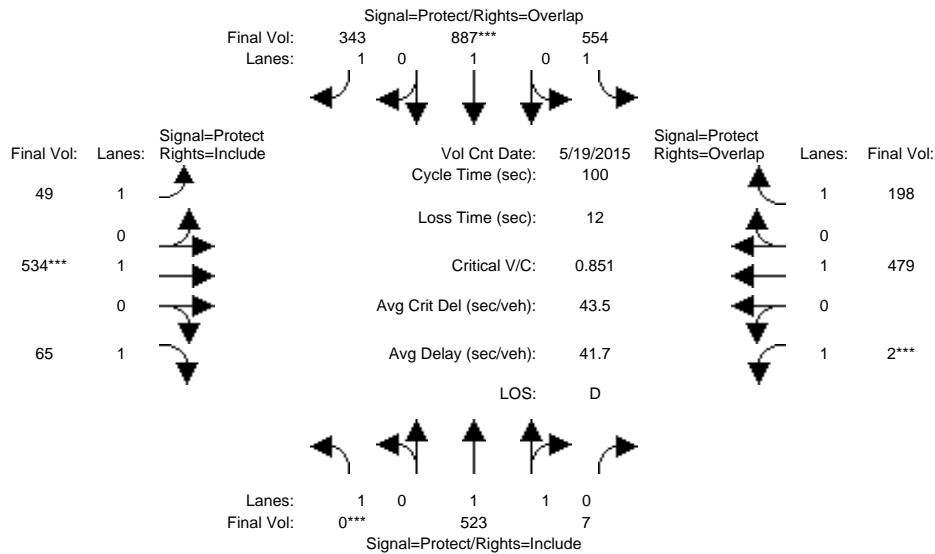 Signal=Protect/Rights=Overlap
Final Vol: 343 887*** 554
Lanes: 1 0 1 0 1
Signal=Protect
Final Vol: Lanes: Rights=Include
Vol Cnt Date: 5/19/2015
Signal=Protect
Rights=Overlap Lanes: Final Vol:
Cycle Time (sec): 100
49 1
1 198
Loss Time (sec): 12
0
0
534*** 1
Critical V/C: 0.851
1 479
0
Avg Crit Del (sec/veh): 43.5
0
65 1
Avg Delay (sec/veh): 41.7
1 2***
LOS: D
Lanes: 1 0 1 1 0
Final Vol: 0*** 523 7
Signal=Protect/Rights=Include